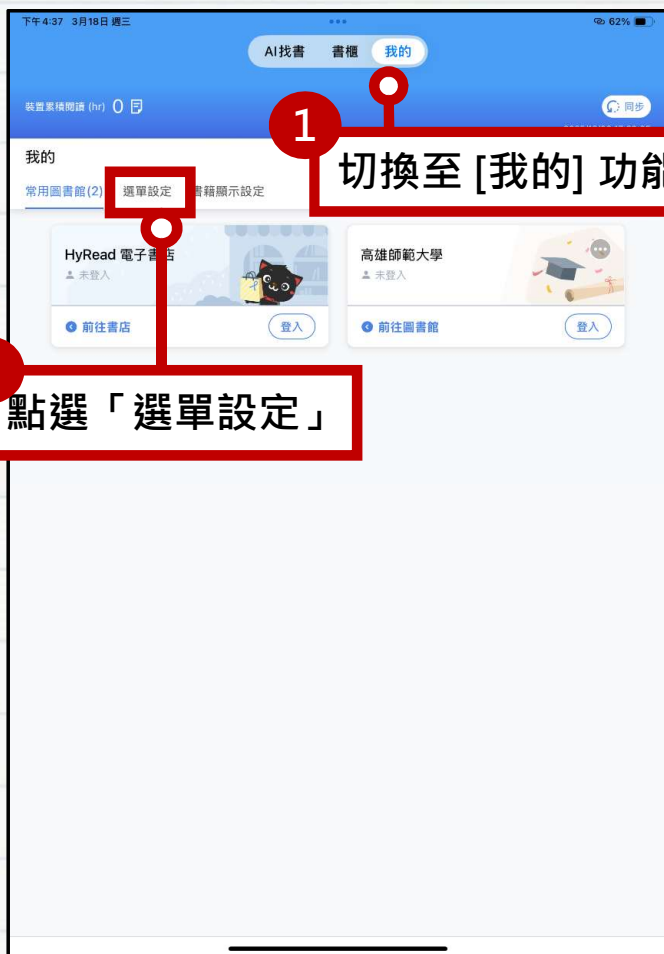 下午4:37 3月18日 週三
62%
AI找書 書櫃 我的
裝置累積閱讀 (hr) 0
同步
1
切換至 [我的] 功能
我的
常用圖書館(2) 選單設定 書籍顯示設定
HyRead 電子書店
未登入
前往書店
登入
高雄師範大學
未登入
前往圖書館
登入
點選「選單設定」